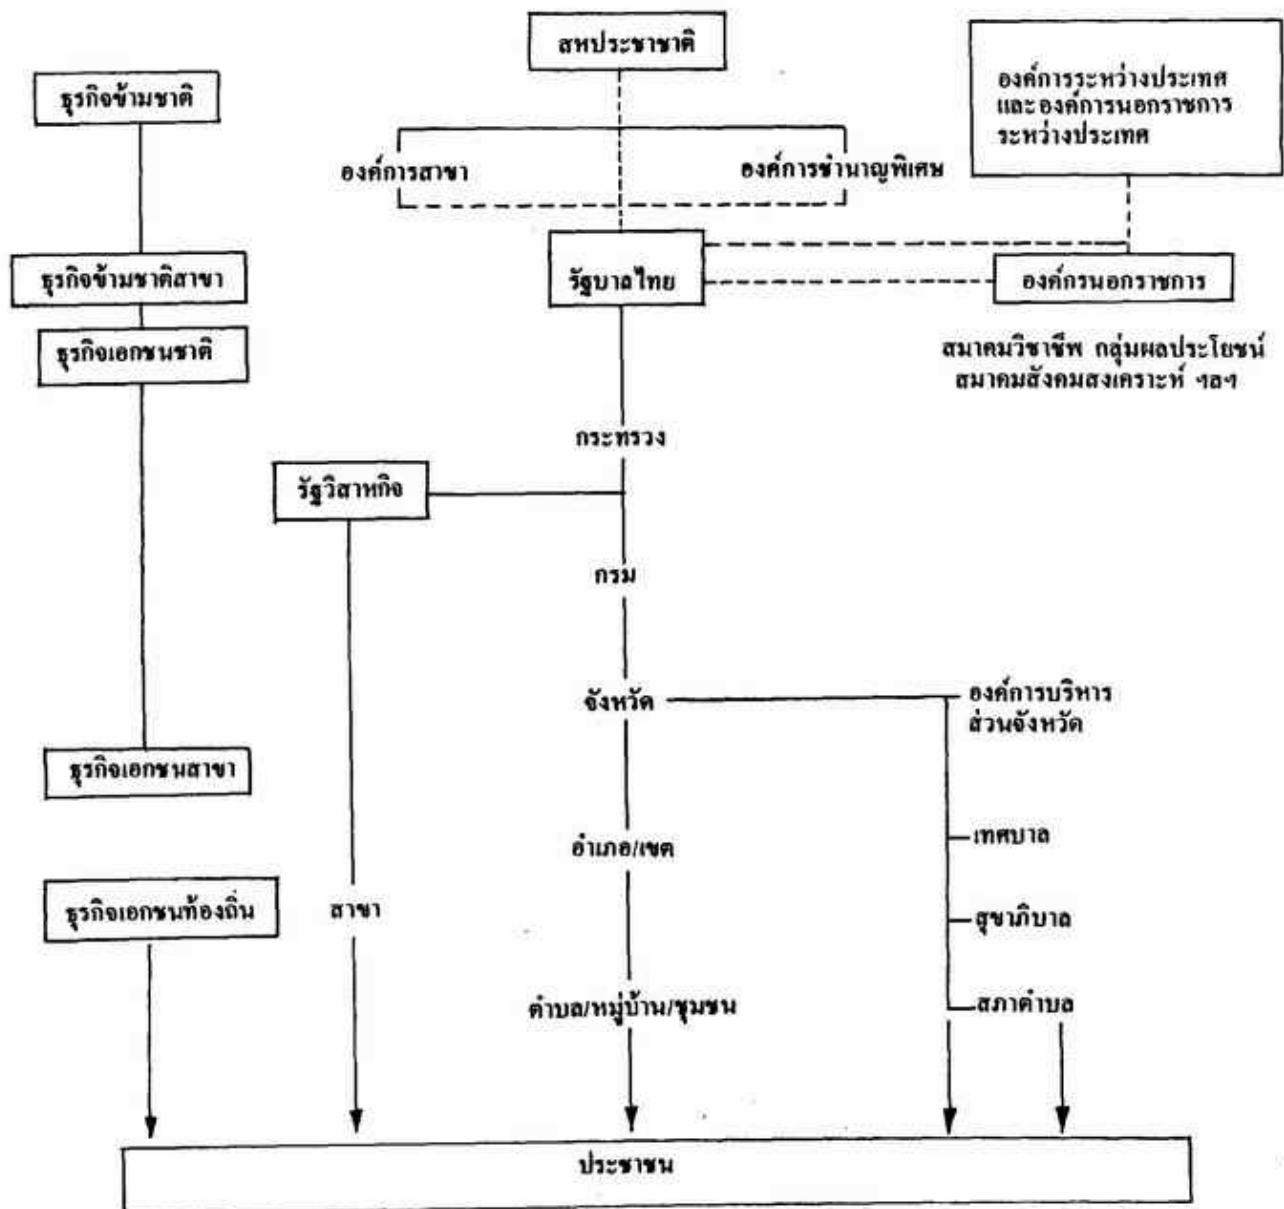 สหประชาชาติ
ธุรกิจข้ามชาติ
องค์การระหว่างประเทศ
และองค์การนอกราชการ
ระหว่างประเทศ
องค์การสาขา
องค์การชำนาญพิเศษ
ธุรกิจข้ามชาติสาขา
รัฐบาลไทย
องค์กรนอกราชการ
ธุรกิจเอกชนชาติ
สมาคมวิชาชีพ กลุ่มผลประโยชน์
สมาคมสังคมสงเคราะห์ ฯลฯ
กระทรวง
รัฐวิสาหกิจ
กรม
จังหวัด
องค์การบริหาร
ส่วนจังหวัด
ธุรกิจเอกชนสาขา
อำเภอ/เขต
เทศบาล
ธุรกิจเอกชนท้องถิ่น
สาขา
สุขาภิบาล
ตำบล/หมู่บ้าน/ชุมชน
สภาตำบล
ประชาชน